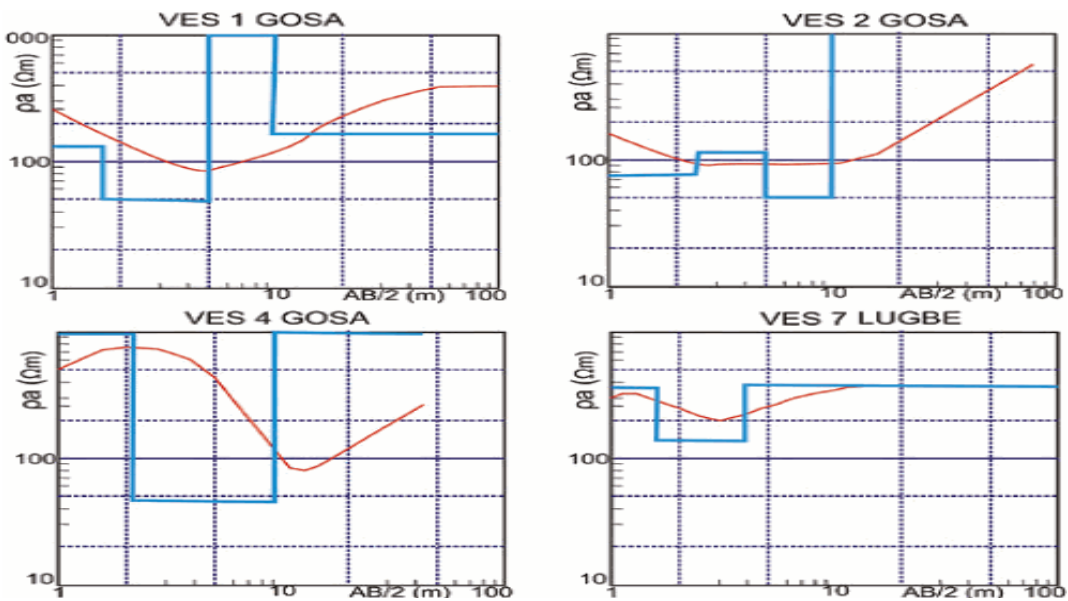 VES 1 GOSA
000
ρa (Ωm)
100
10
1
10
AB/2 (m)
100
VES 2 GOSA
ρa (Ωm)
100
10
1
10
AB/2 (m)
100
VES 4 GOSA
ρa (Ωm)
100
10
1
10
AB/2 (m)
100
VES 7 LUGBE
ρa (Ωm)
100
10
1
10
AB/2 (m)
100